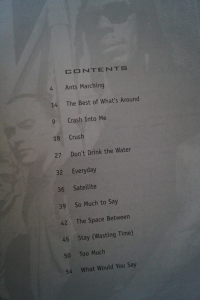 CONTENTS
4 Ants Marching
14 The Best of What's Around
9 Crash Into Me
18 Crush
27 Don't Drink the Water
32 Everyday
36 Satellite
39 So Much to Say
42 The Space Between
46 Stay (Wasting Time)
50 Too Much
54 What Would You Say